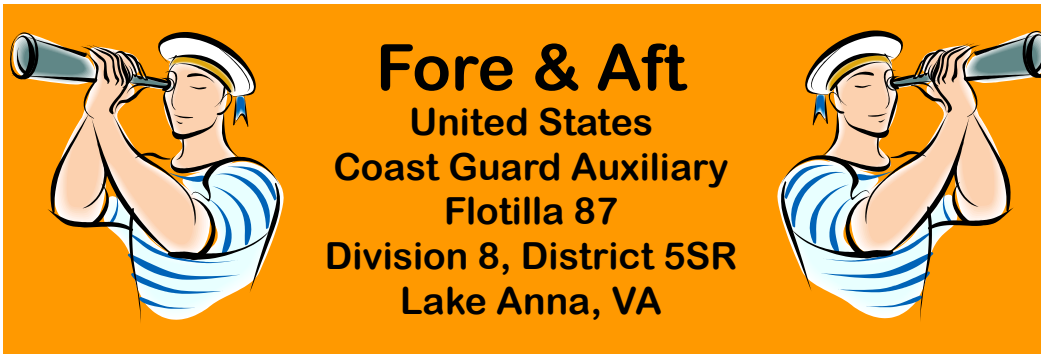 Fore & Aft
United States
Coast Guard Auxiliary
Flotilla 87
Division 8, District 5SR
Lake Anna, VA